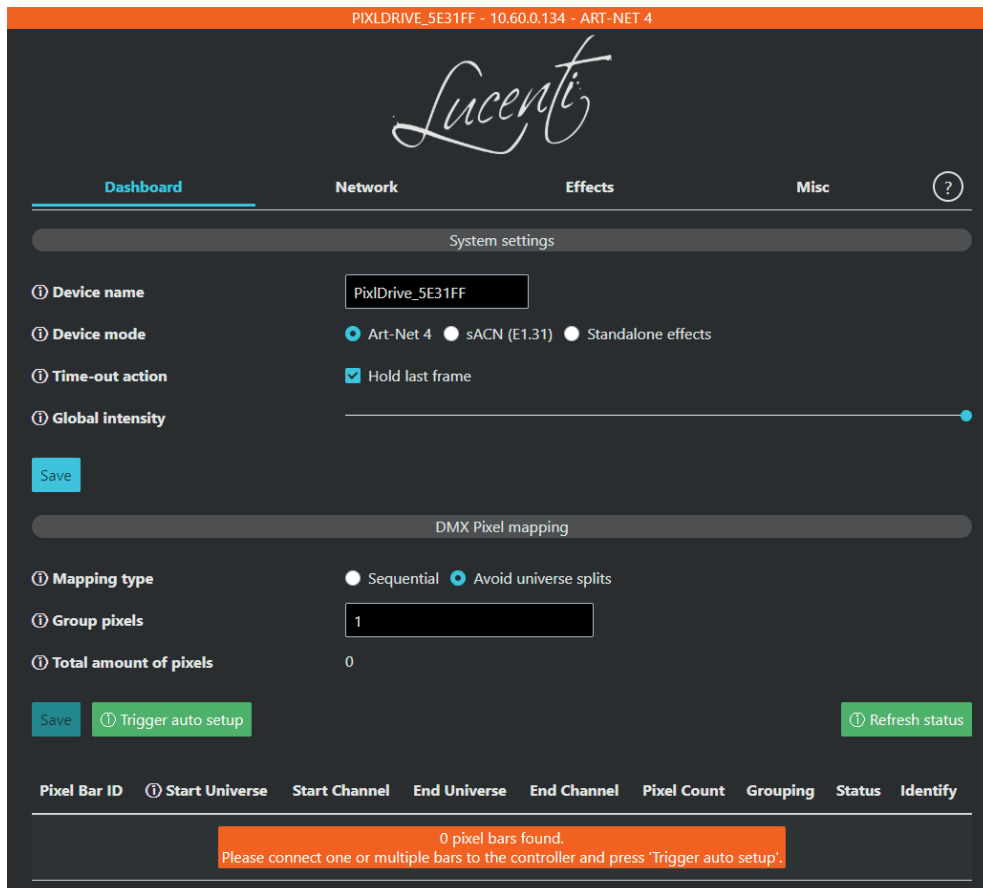 PIXLDRIVE_5E31FF - 10.60.0.134 - ART-NET 4
Lucenti
Dashboard Network Effects Misc ?
System settings
ⓘ Device name PixlDrive_5E31FF
ⓘ Device mode Art-Net 4 sACN (E1.31) Standalone effects
ⓘ Time-out action Hold last frame
ⓘ Global intensity
Save
DMX Pixel mapping
ⓘ Mapping type Sequential Avoid universe splits
ⓘ Group pixels 1
ⓘ Total amount of pixels 0
Save ⓘ Trigger auto setup ⓘ Refresh status
Pixel Bar ID ⓘ Start Universe Start Channel End Universe End Channel Pixel Count Grouping Status Identify
0 pixel bars found.
Please connect one or multiple bars to the controller and press 'Trigger auto setup'.